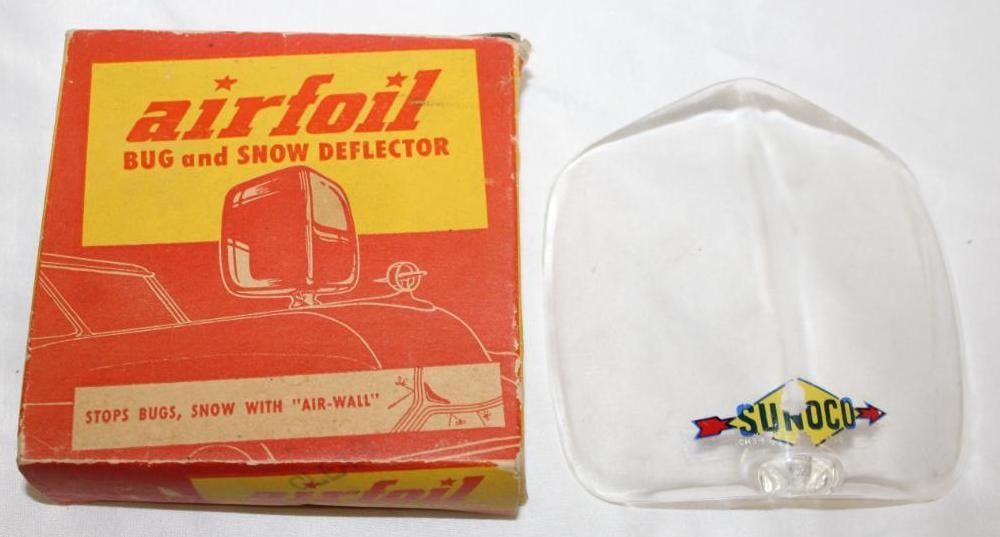 airfoil
BUG and SNOW DEFLECTOR
STOPS BUGS, SNOW WITH "AIR-WALL"
airfoil
SUNOCO